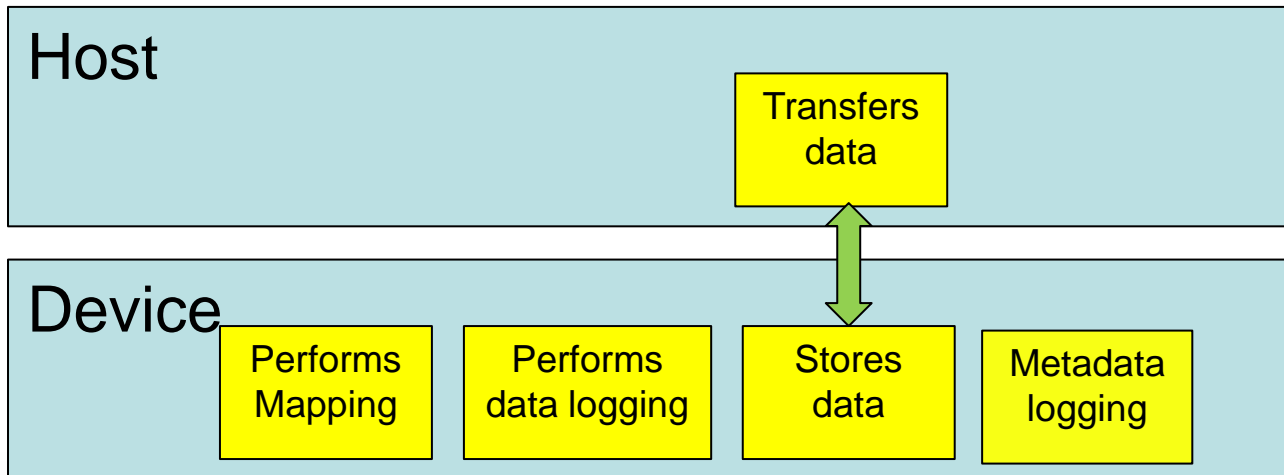 Host
Transfers
data
Device
Performs
Mapping
Performs
data logging
Stores
data
Metadata
logging